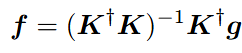 f = (K†K)⁻¹K†g